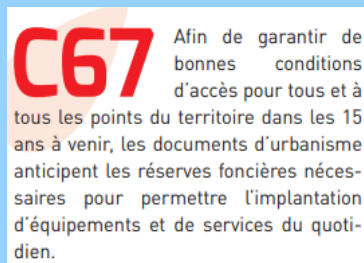 C67 Afin de garantir de
bonnes conditions
d'accès pour tous et à
tous les points du territoire dans les 15
ans à venir, les documents d'urbanisme
anticipent les réserves foncières néces-
saires pour permettre l'implantation
d'équipements et de services du quoti-
dien.